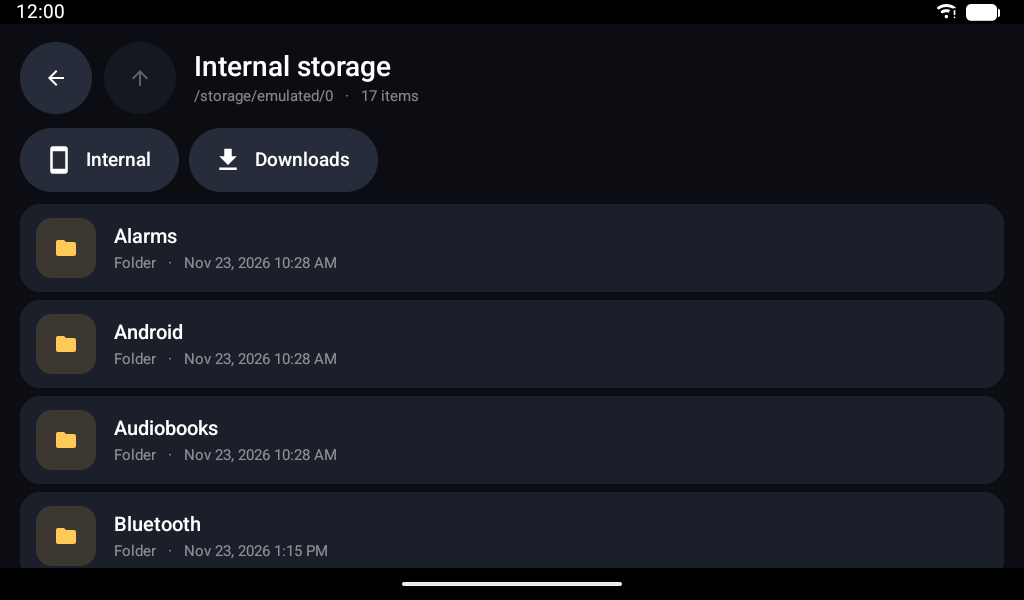 12:00
Internal storage
/storage/emulated/0 · 17 items
Internal
Downloads
Alarms
Folder · Nov 23, 2026 10:28 AM
Android
Folder · Nov 23, 2026 10:28 AM
Audiobooks
Folder · Nov 23, 2026 10:28 AM
Bluetooth
Folder · Nov 23, 2026 1:15 PM